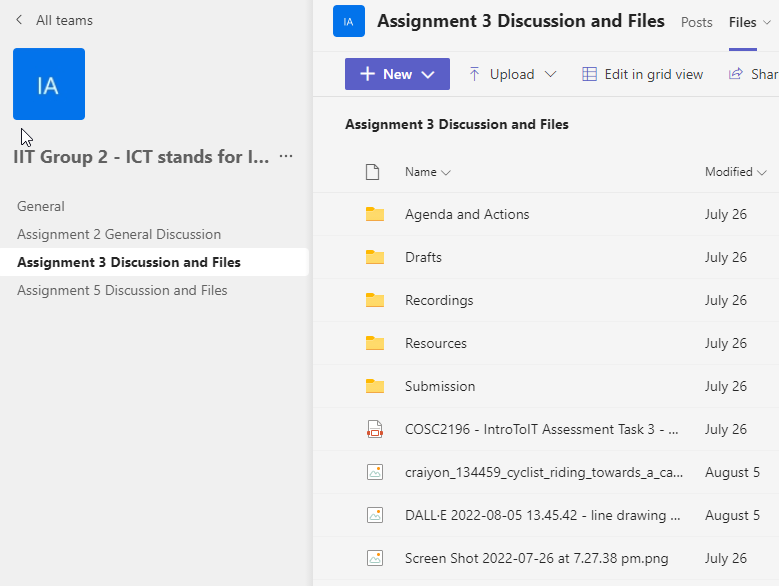 All teams
IA
IIT Group 2 - ICT stands for I... ...
General
Assignment 2 General Discussion
Assignment 3 Discussion and Files
Assignment 5 Discussion and Files
IA Assignment 3 Discussion and Files Posts Files
New Upload Edit in grid view Shar
Assignment 3 Discussion and Files
Name Modified
Agenda and Actions July 26
Drafts July 26
Recordings July 26
Resources July 26
Submission July 26
COSC2196 - IntroToIT Assessment Task 3 - ... July 26
craiyon_134459_cyclist_riding_towards_a_ca... August 5
DALL·E 2022-08-05 13.45.42 - line drawing ... August 5
Screen Shot 2022-07-26 at 7.27.38 pm.png July 26